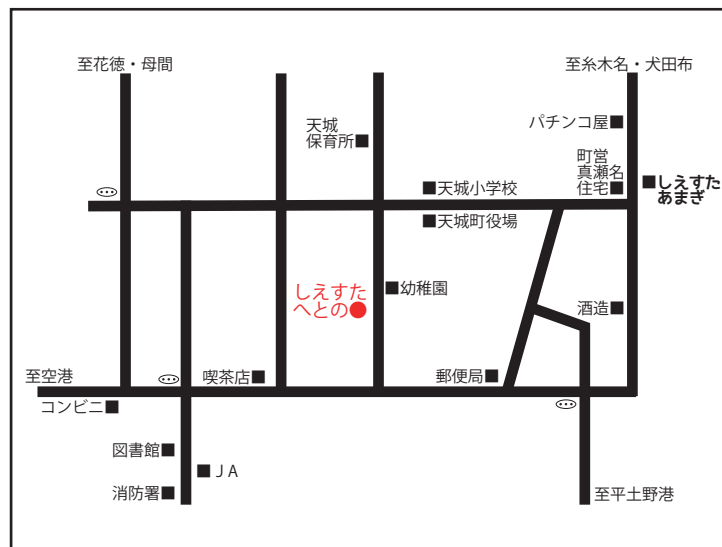 至花徳・母間
至糸木名・犬田布
パチンコ屋
天城
保育所
町営
真瀬名
住宅
しえすた
あまぎ
天城小学校
天城町役場
しえすた
へとの
幼稚園
酒造
至空港
喫茶店
郵便局
コンビニ
図書館
JA
消防署
至平土野港